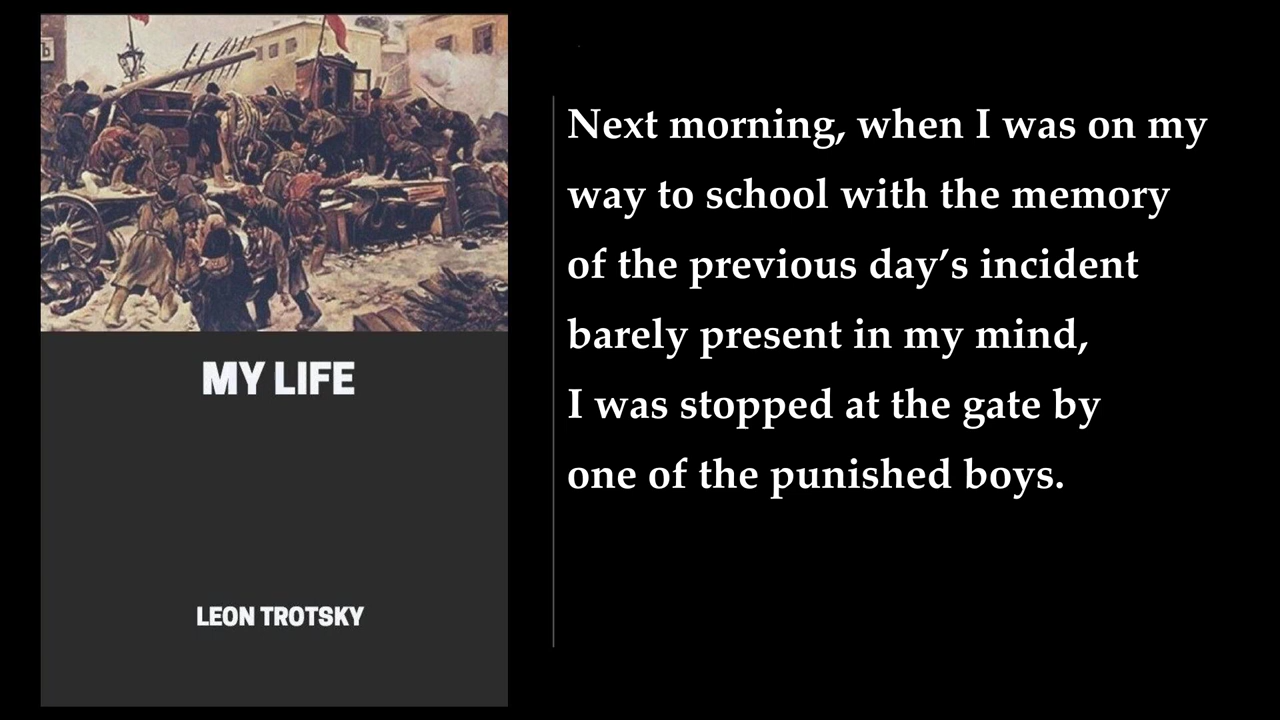 MY LIFE
LEON TROTSKY
Next morning, when I was on my
way to school with the memory
of the previous day’s incident
barely present in my mind,
I was stopped at the gate by
one of the punished boys.